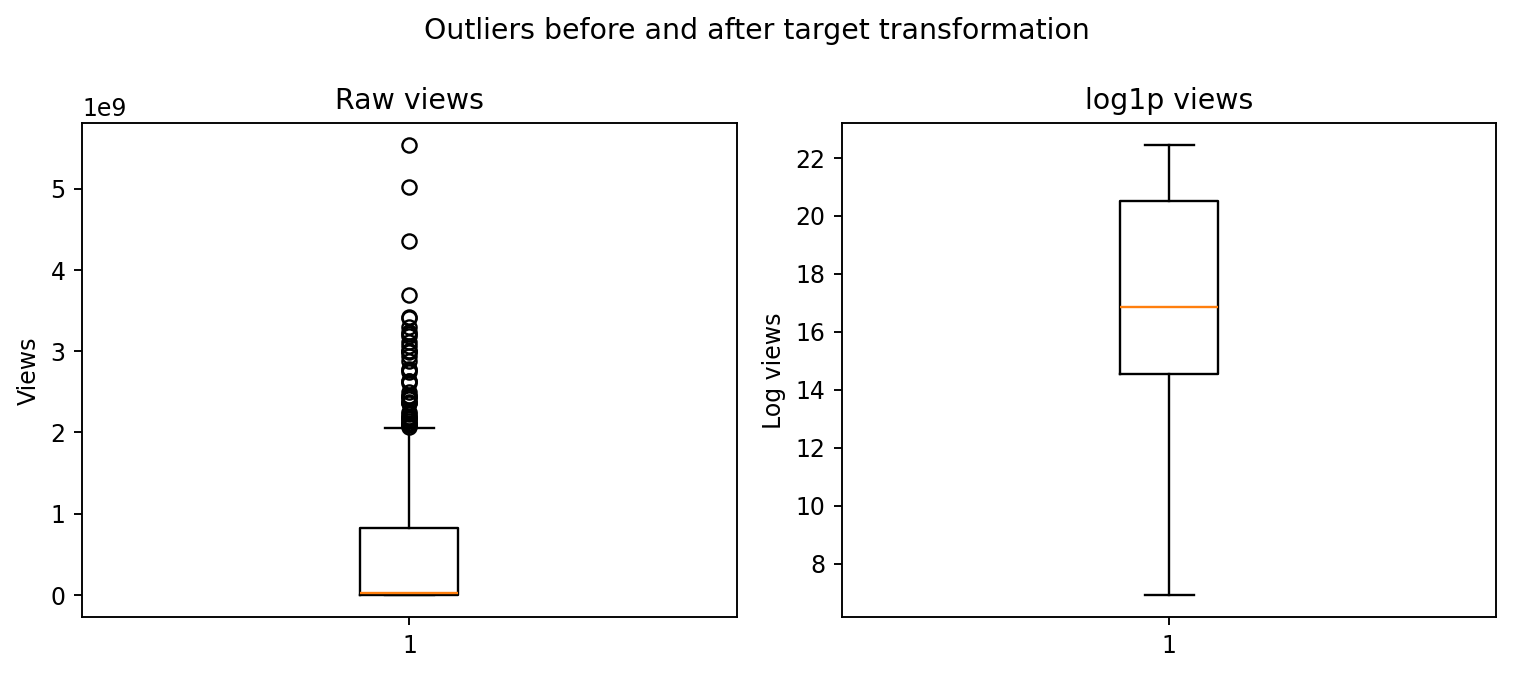 Outliers before and after target transformation
Raw views
1e9
5
4
3
2
1
0
Views
1
log1p views
22
20
18
16
14
12
10
8
Log views
1